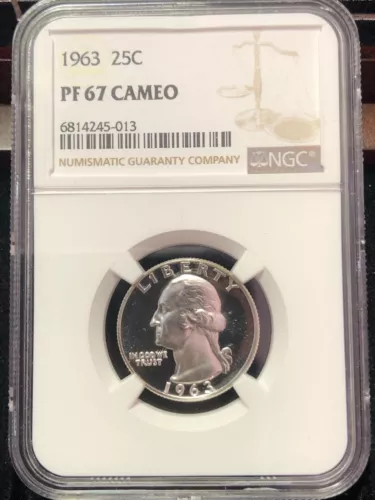 1963 25C
PF 67 CAMEO
6814245-013
NUMISMATIC GUARANTY COMPANY
NGC®
LIBERTY
IN GOD WE
TRUST
1963